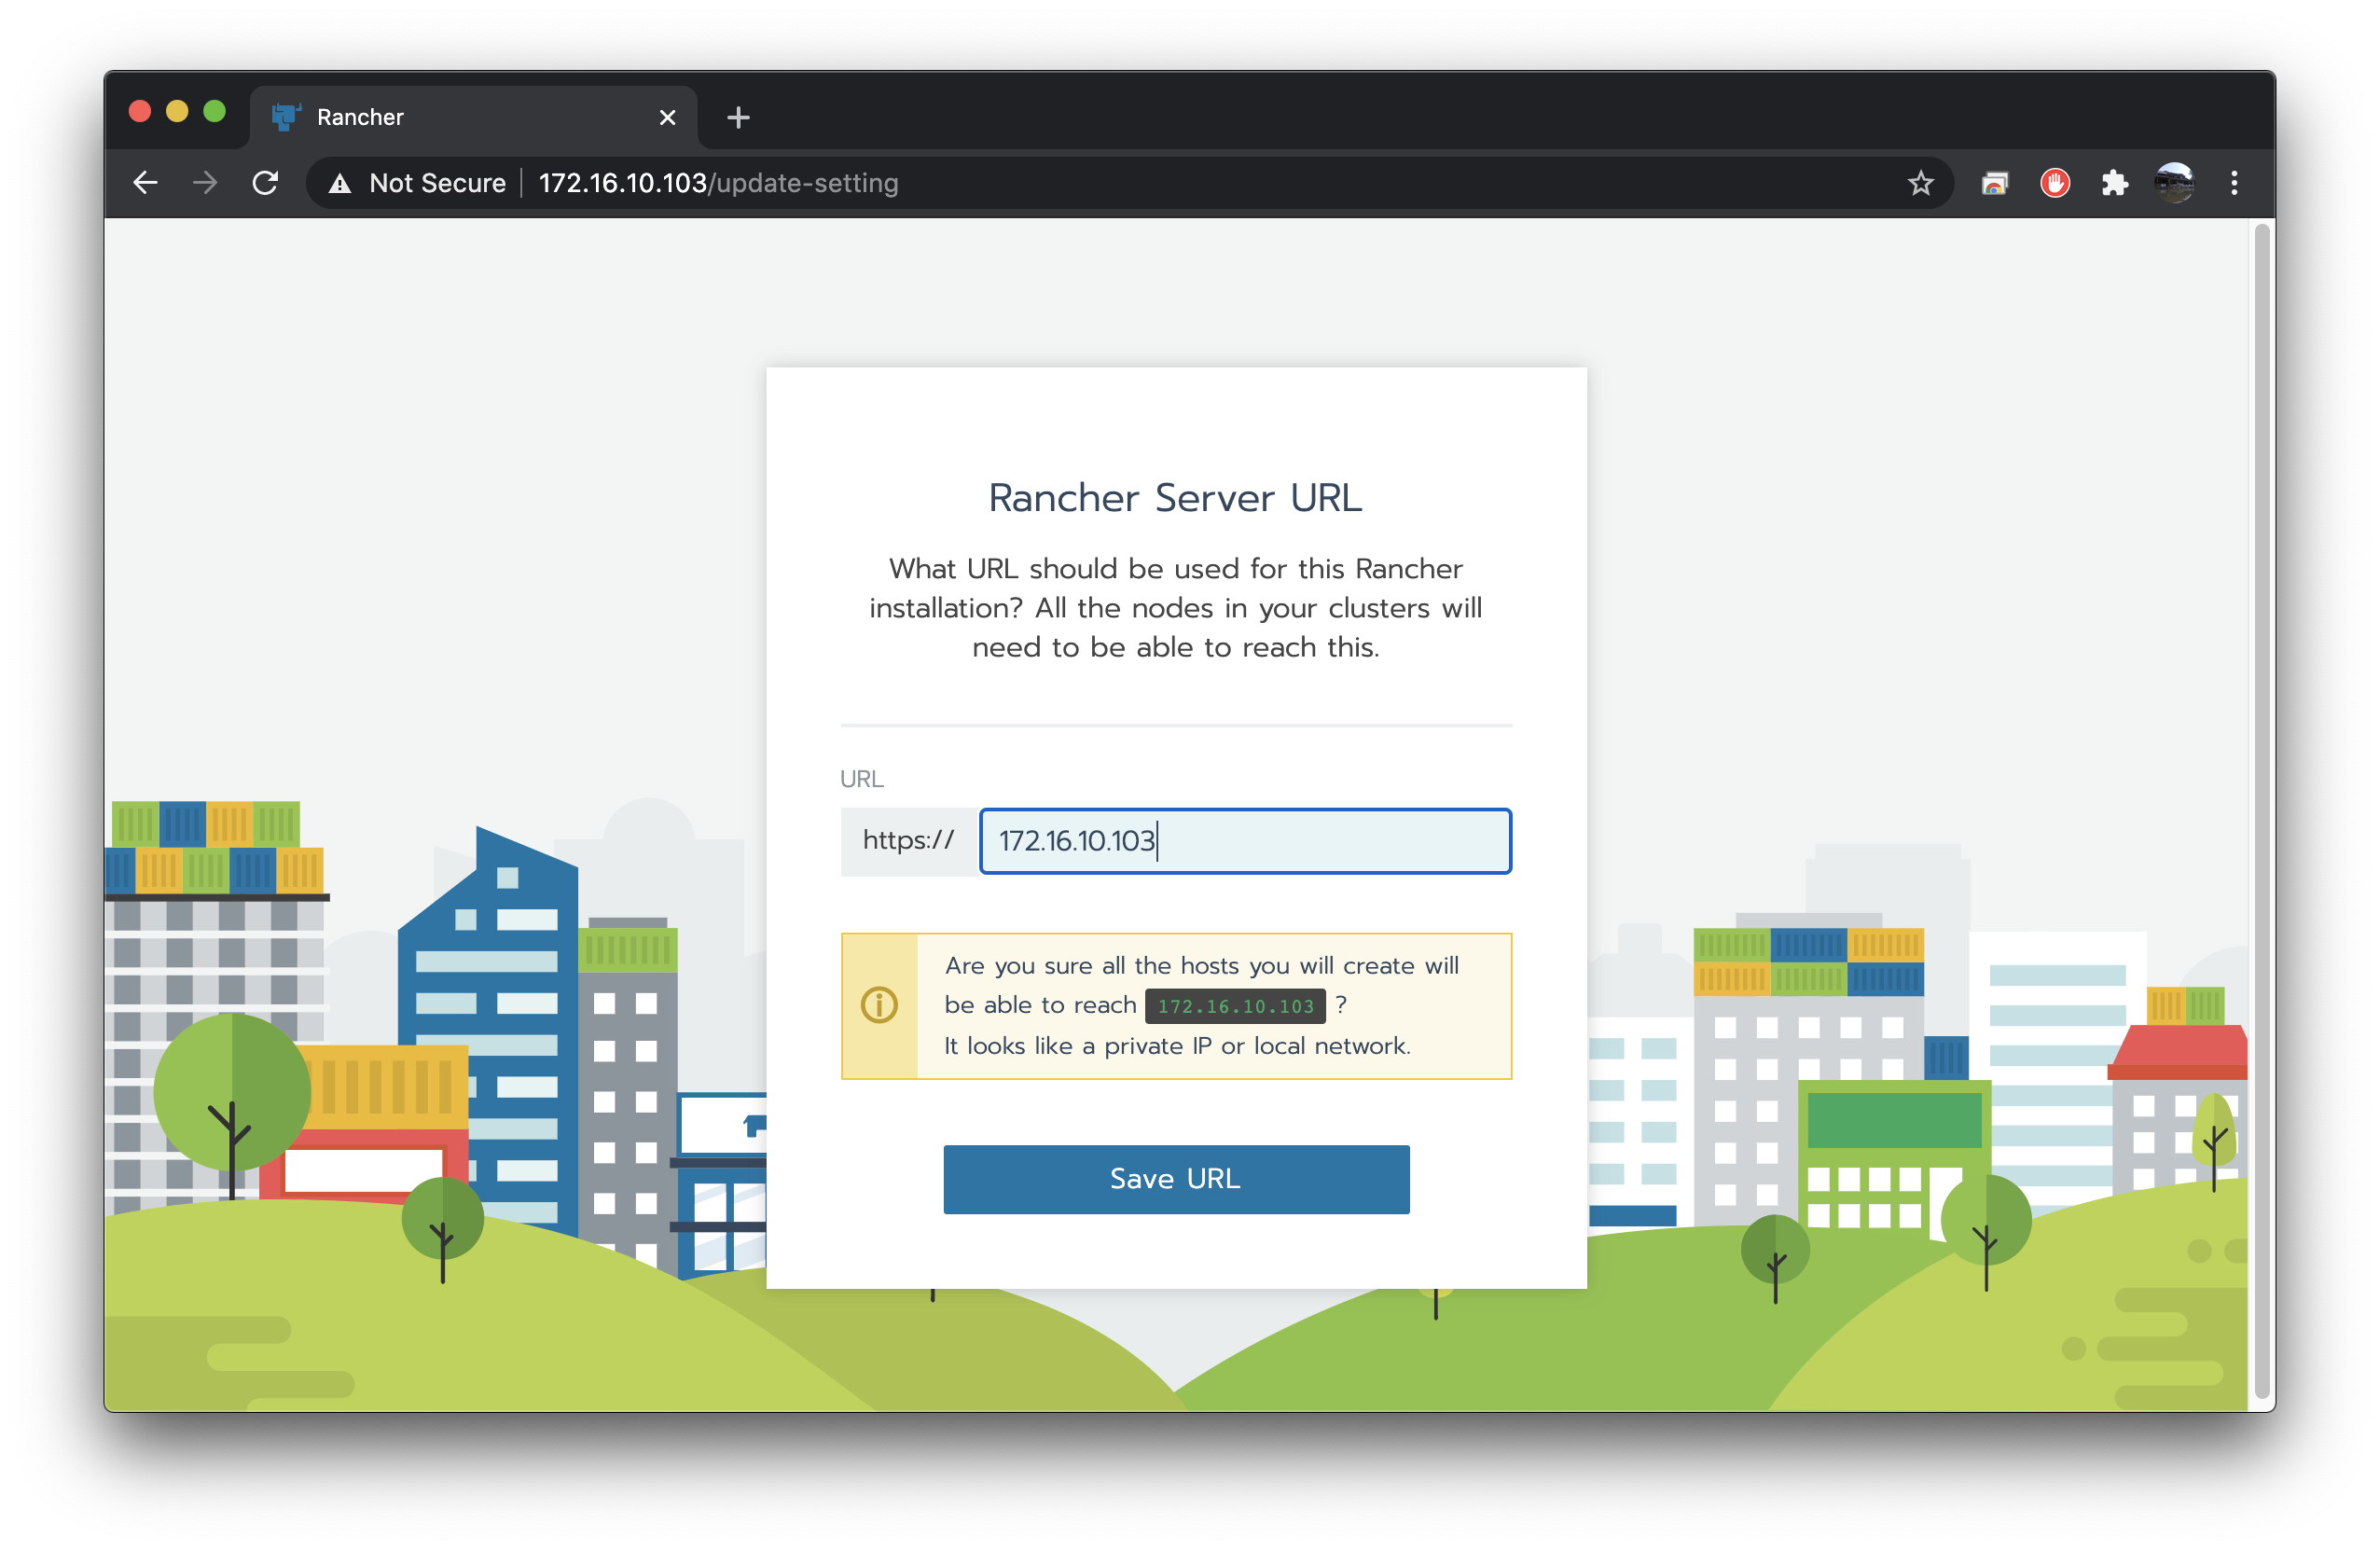 Rancher
Not Secure 172.16.10.103/update-setting
Rancher Server URL
What URL should be used for this Rancher
installation? All the nodes in your clusters will
need to be able to reach this.
URL
https:// 172.16.10.103
Are you sure all the hosts you will create will
be able to reach 172.16.10.103 ?
It looks like a private IP or local network.
Save URL